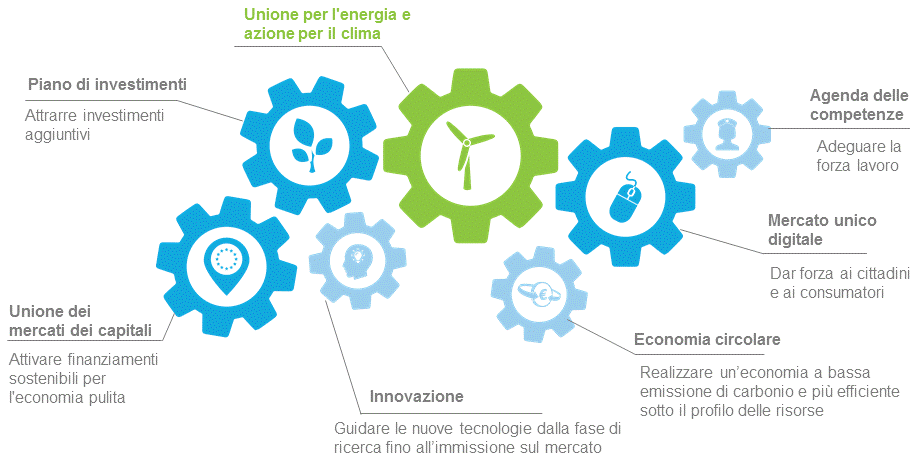 Unione per l'energia e
azione per il clima
Piano di investimenti
Attrarre investimenti
aggiuntivi
Agenda delle
competenze
Adeguare la
forza lavoro
Mercato unico
digitale
Dar forza ai cittadini
e ai consumatori
Unione dei
mercati dei capitali
Attivare finanziamenti
sostenibili per
l'economia pulita
Economia circolare
Realizzare un’economia a bassa
emissione di carbonio e più efficiente
sotto il profilo delle risorse
Innovazione
Guidare le nuove tecnologie dalla fase di
ricerca fino all’immissione sul mercato
€